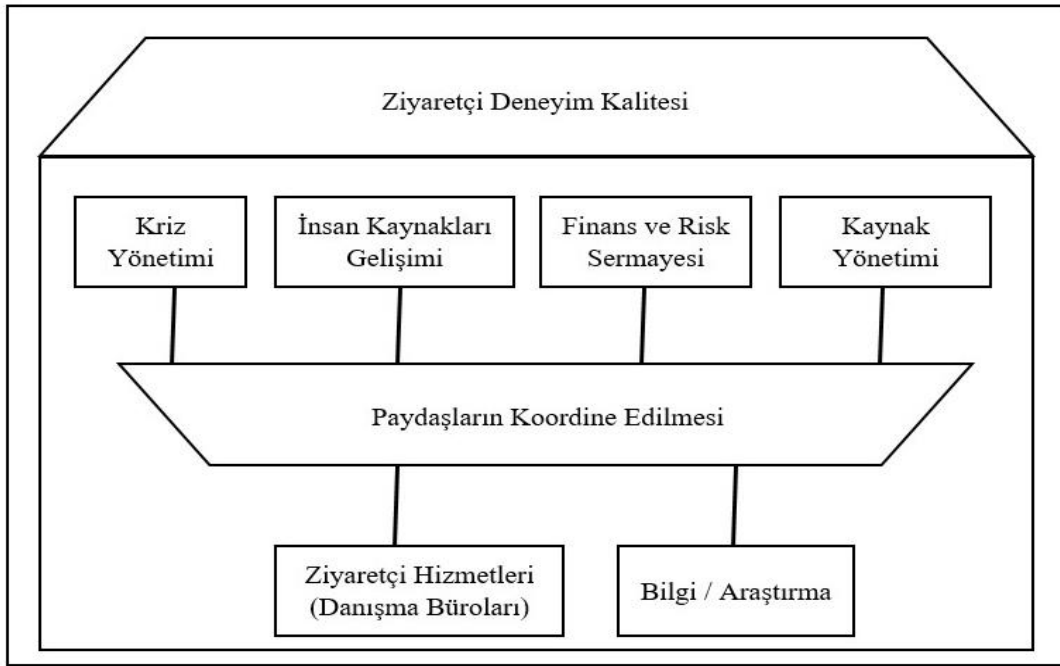 Ziyaretçi Deneyim Kalitesi
Kriz
Yönetimi
İnsan Kaynakları
Gelişimi
Finans ve Risk
Sermayesi
Kaynak
Yönetimi
Paydaşların Koordine Edilmesi
Ziyaretçi Hizmetleri
(Danışma Büroları)
Bilgi / Araştırma